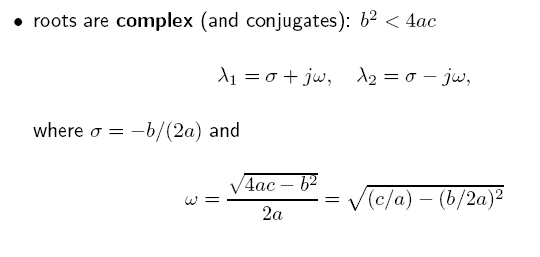 • roots are complex (and conjugates): b² < 4ac
λ₁ = σ + jω, λ₂ = σ − jω,
where σ = −b/(2a) and
ω = √(4ac − b²) / 2a = √((c/a) − (b/2a)²)